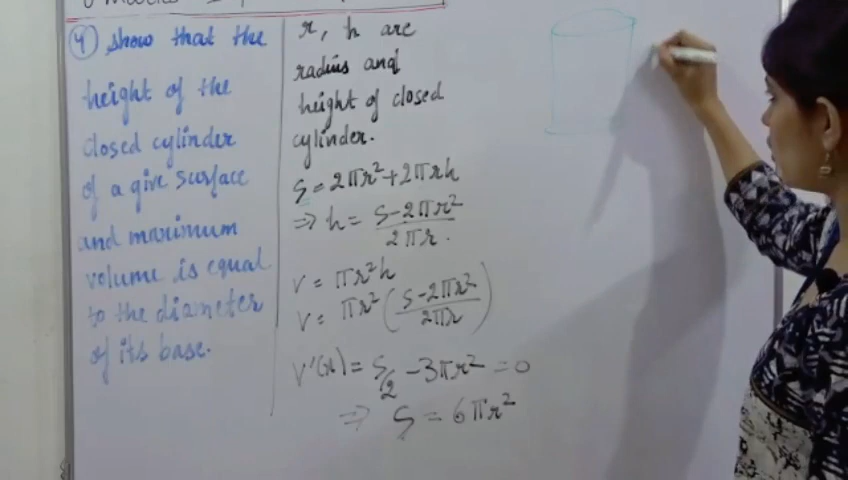 4) show that the
height of the
closed cylinder
of a give surface
and maximum
volume is equal
to the diameter
of its base.
r, h are
radius and
height of closed
cylinder.
S = 2πr² + 2πrh
⇒ h = (S - 2πr²)/(2πr).
V = πr²h
V = πr² ((S - 2πr²)/(2πr))
V'(r) = S/2 - 3πr² = 0
⇒ S = 6πr²